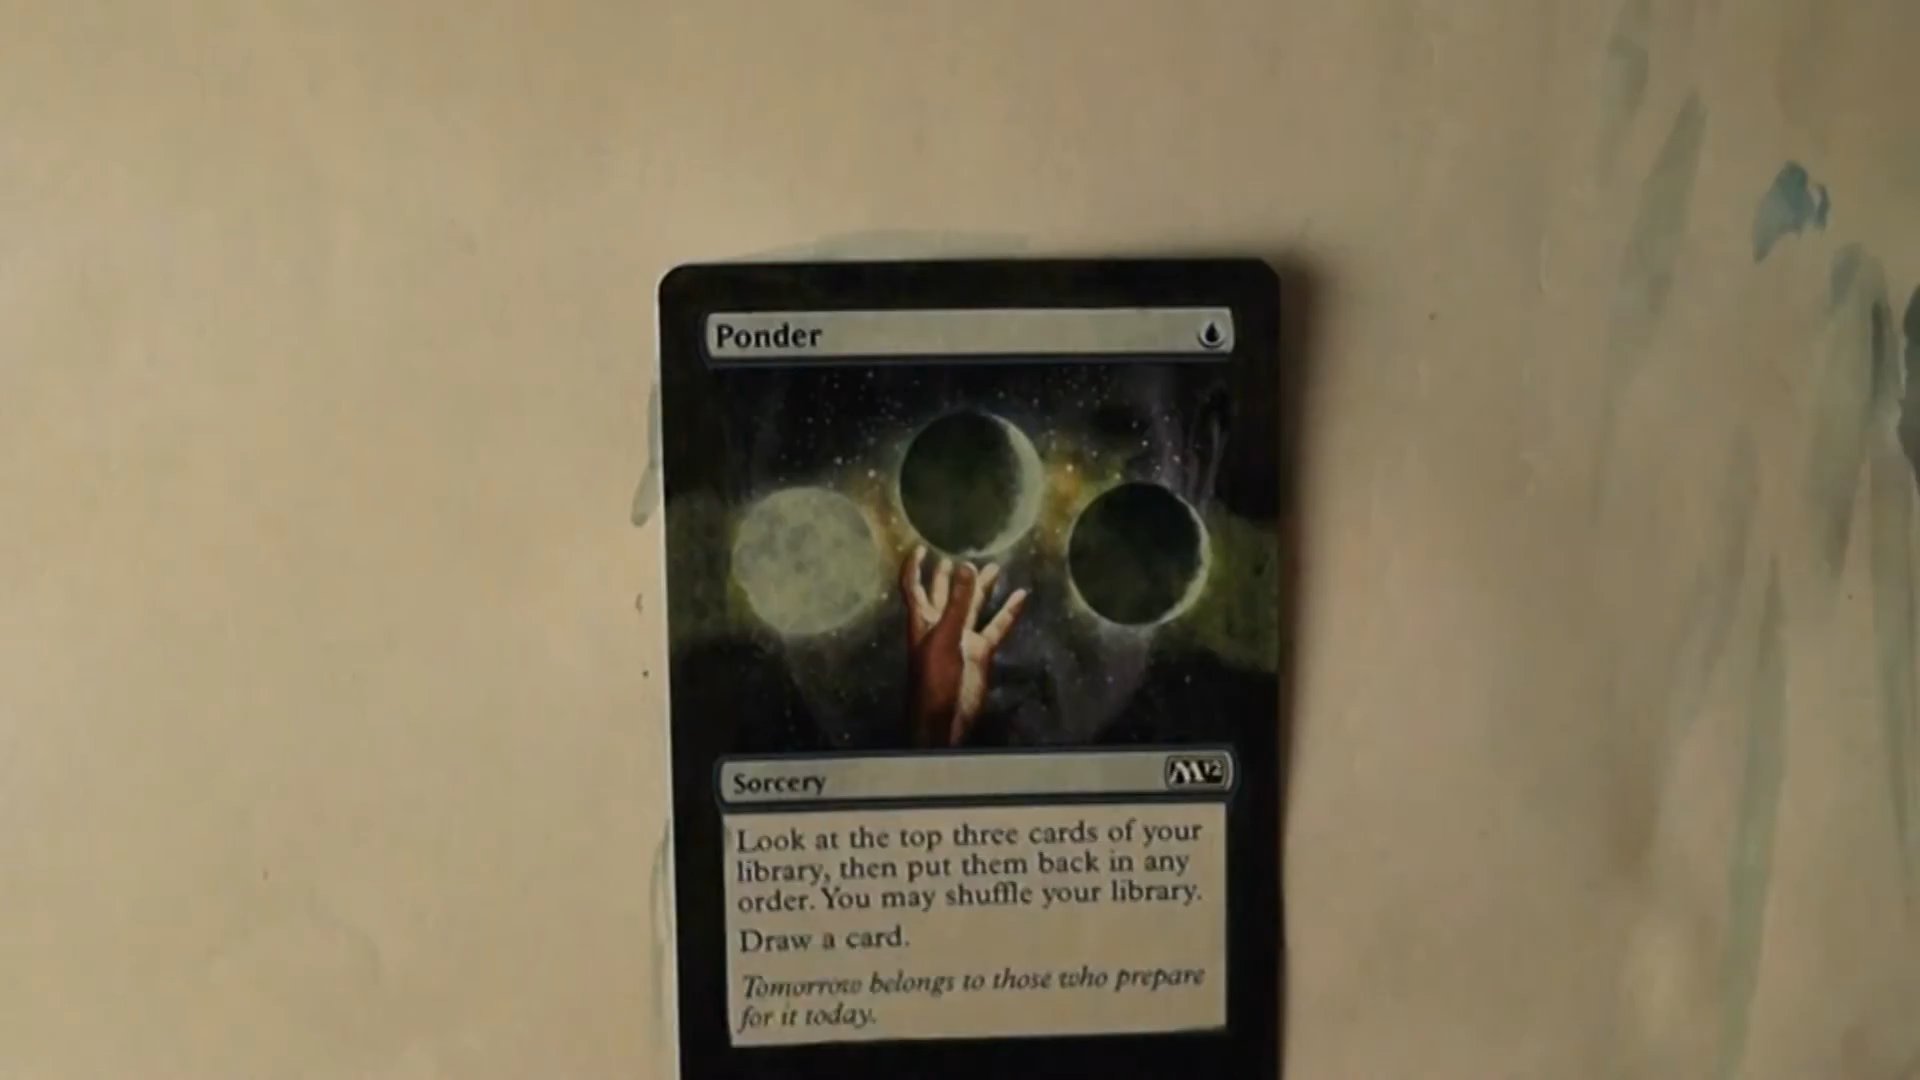 Ponder
Sorcery
M12
Look at the top three cards of your
library, then put them back in any
order. You may shuffle your library.
Draw a card.
Tomorrow belongs to those who prepare
for it today.